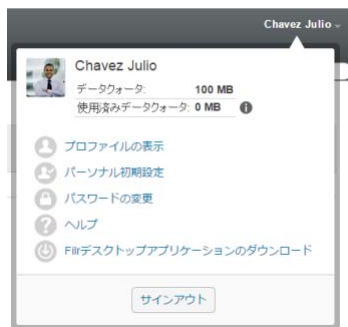 Chavez Julio
Chavez Julio
データクォータ: 100 MB
使用済みデータクォータ: 0 MB
プロファイルの表示
パーソナル初期設定
パスワードの変更
ヘルプ
Filrデスクトップアプリケーションのダウンロード
サインアウト